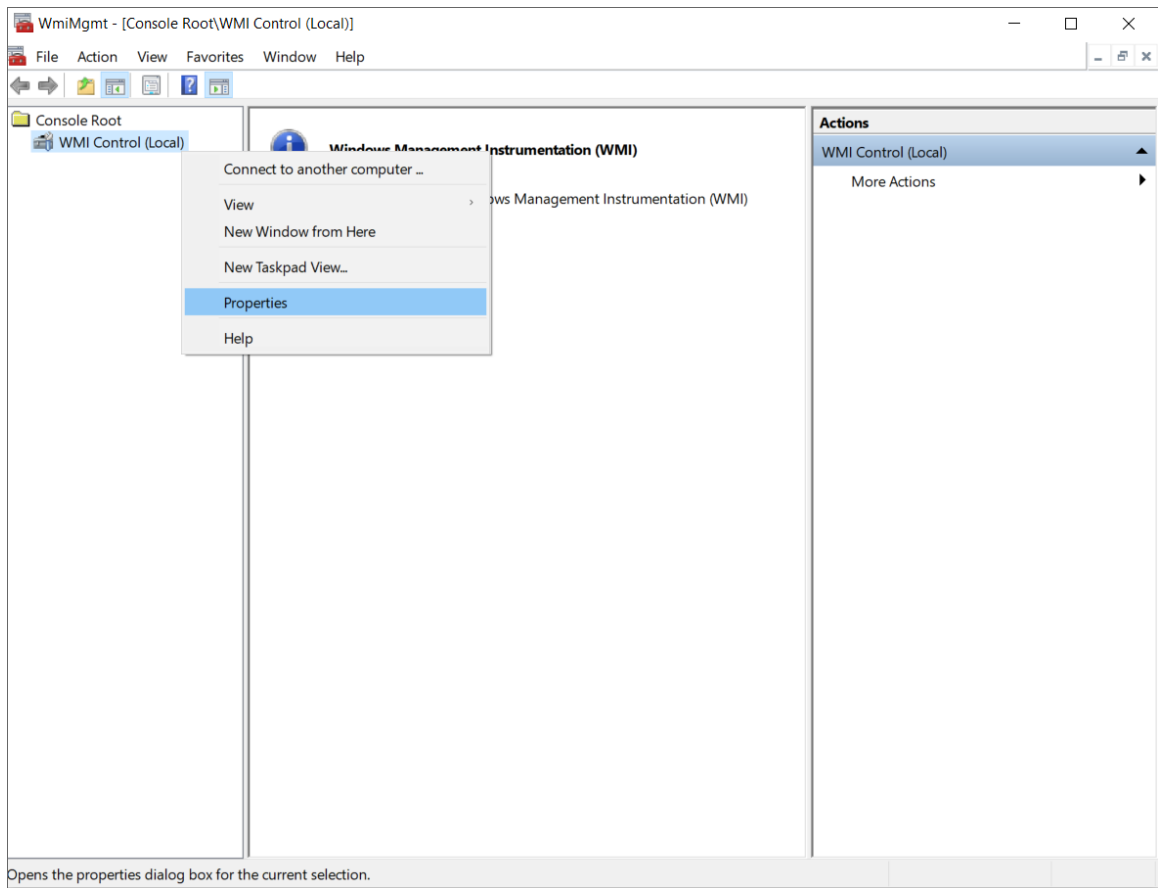 WmiMgmt - [Console Root\WMI Control (Local)]
File Action View Favorites Window Help
Console Root
WMI Control (Local)
Windows Management Instrumentation (WMI)
Management Instrumentation (WMI)
Connect to another computer ...
View
New Window from Here
New Taskpad View...
Properties
Help
Actions
WMI Control (Local)
More Actions
Opens the properties dialog box for the current selection.